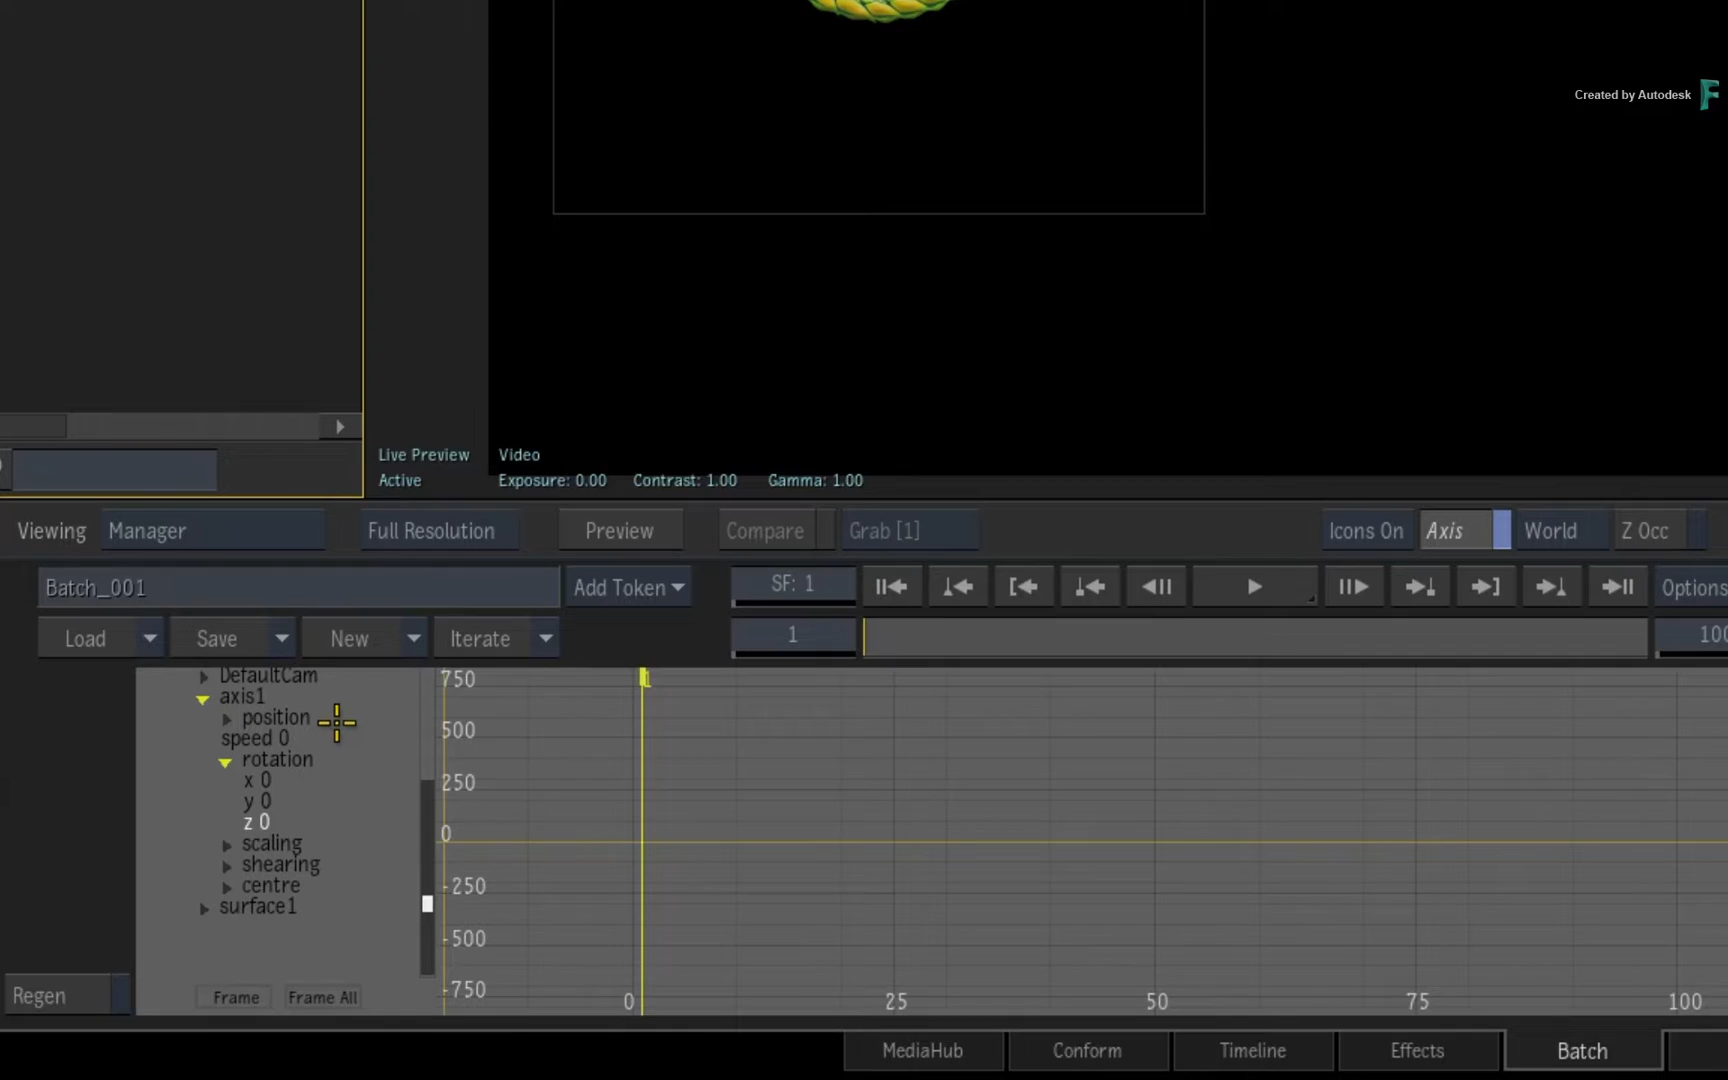 Created by Autodesk
Live Preview
Video
Active
Exposure: 0.00
Contrast: 1.00
Gamma: 1.00
Viewing
Manager
Full Resolution
Preview
Compare
Grab [1]
Icons On
Axis
World
Z Occ
Batch_001
Add Token
SF: 1
Options
Load
Save
New
Iterate
1
100
DefaultCam
axis1
position
speed 0
rotation
x 0
y 0
z 0
scaling
shearing
centre
surface1
Frame
Frame All
Regen
750
500
250
0
-250
-500
-750
1
0
25
50
75
100
MediaHub
Conform
Timeline
Effects
Batch